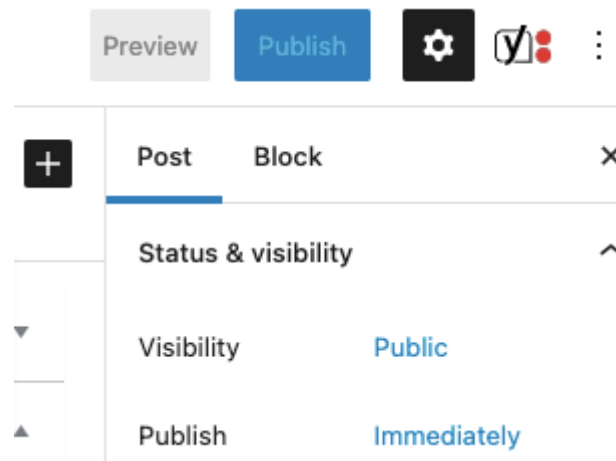 Preview Publish
Post Block
Status & visibility
Visibility Public
Publish Immediately